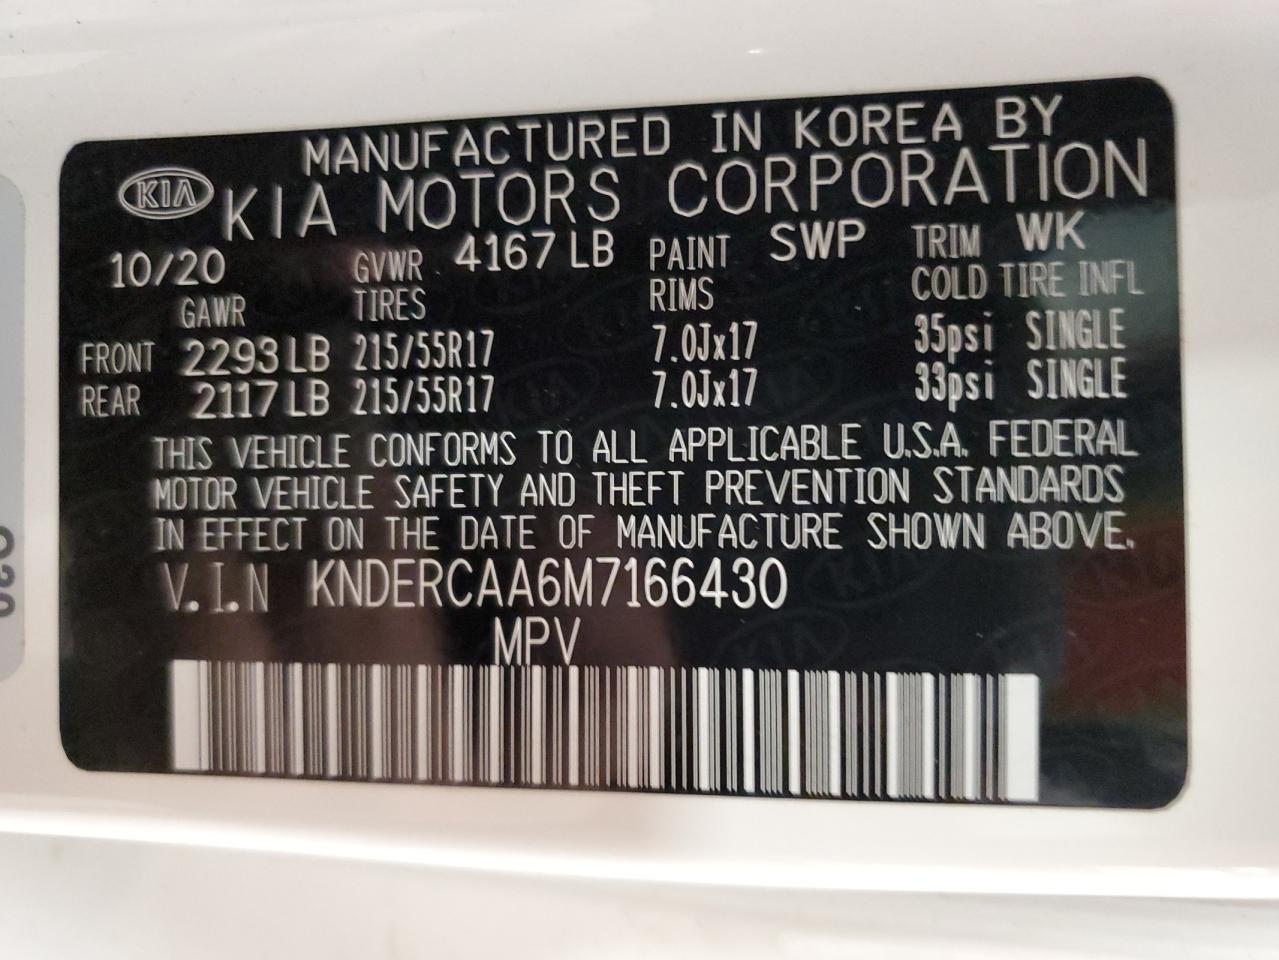 MANUFACTURED IN KOREA BY
KIA KIA MOTORS CORPORATION
10/20 GVWR 4167 LB PAINT SWP TRIM WK
GAWR TIRES RIMS COLD TIRE INFL
FRONT 2293 LB 215/55R17 7.0Jx17 35psi SINGLE
REAR 2117 LB 215/55R17 7.0Jx17 33psi SINGLE
THIS VEHICLE CONFORMS TO ALL APPLICABLE U.S.A. FEDERAL
MOTOR VEHICLE SAFETY AND THEFT PREVENTION STANDARDS
IN EFFECT ON THE DATE OF MANUFACTURE SHOWN ABOVE.
V.I.N KNDERCAA6M7166430
MPV